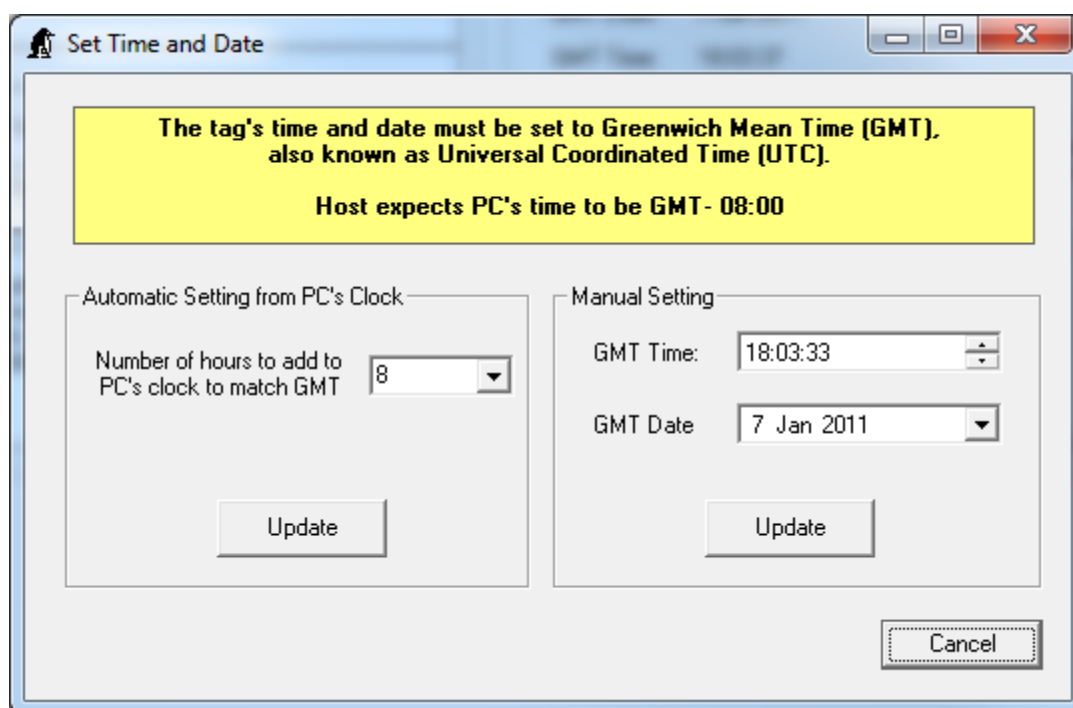 Set Time and Date
The tag's time and date must be set to Greenwich Mean Time (GMT),
also known as Universal Coordinated Time (UTC).
Host expects PC's time to be GMT- 08:00
Automatic Setting from PC's Clock
Number of hours to add to
PC's clock to match GMT
8
Update
Manual Setting
GMT Time:
18:03:33
GMT Date
7 Jan 2011
Update
Cancel